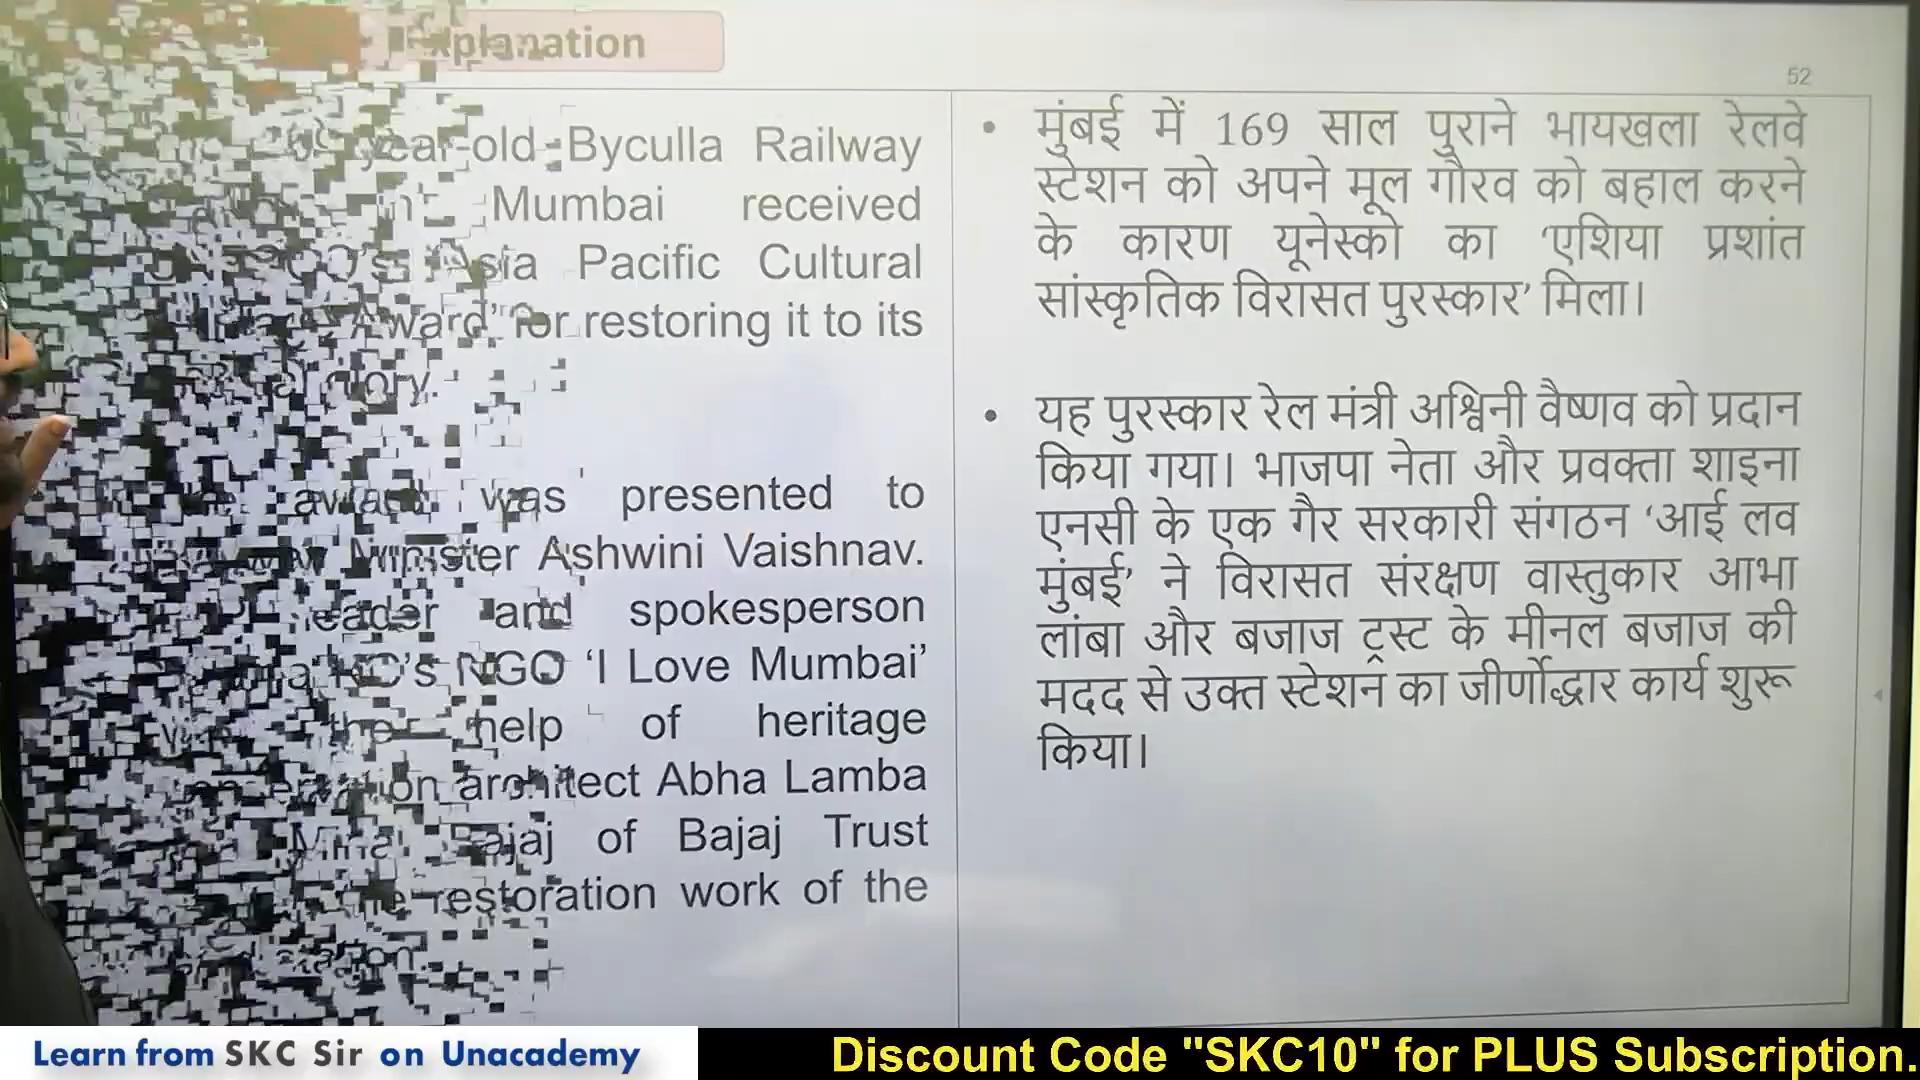 Explanation
52
year-old Byculla Railway
in Mumbai received
Asia Pacific Cultural
Award' for restoring it to its
glory.
award was presented to
Minister Ashwini Vaishnav.
leader and spokesperson
NC's NGO ‘I Love Mumbai’
the help of heritage
architect Abha Lamba
Bajaj of Bajaj Trust
restoration work of the
station.
• मुंबई में 169 साल पुराने भायखला रेलवे
स्टेशन को अपने मूल गौरव को बहाल करने
के कारण यूनेस्को का ‘एशिया प्रशांत
सांस्कृतिक विरासत पुरस्कार’ मिला।
• यह पुरस्कार रेल मंत्री अश्विनी वैष्णव को प्रदान
किया गया। भाजपा नेता और प्रवक्ता शाइना
एनसी के एक गैर सरकारी संगठन ‘आई लव
मुंबई’ ने विरासत संरक्षण वास्तुकार आभा
लांबा और बजाज ट्रस्ट के मीनल बजाज की
मदद से उक्त स्टेशन का जीर्णोद्धार कार्य शुरू
किया।
Learn from SKC Sir on Unacademy
Discount Code "SKC10" for PLUS Subscription.